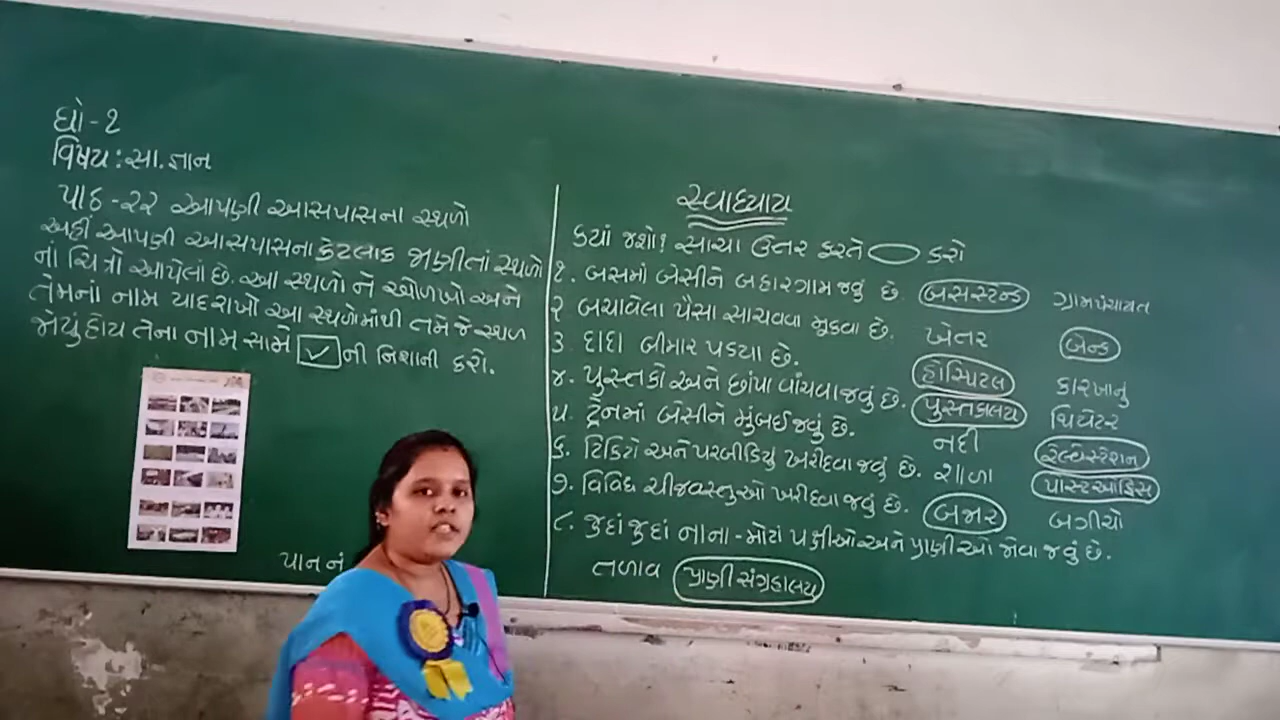 ધો-૨
વિષય : સા. જ્ઞાન
પાઠ -૨૨ આપણી આસપાસના સ્થળો
અહીં આપણી આસપાસના કેટલાક જાણીતાં સ્થળો
નાં ચિત્રો આપેલાં છે. આ સ્થળો ને ઓળખો અને
તેમનાં નામ યાદ રાખો આ સ્થળોમાંથી તમે જે સ્થળ
જોયું હોય તેના નામ સામે ✓ ની નિશાની કરો.
પાન નં
સ્વાધ્યાય
ક્યાં જશો? સાચા ઉતર ફરતે ⬭ કરો
૧. બસમાં બેસીને બહારગામ જવું છે. બસસ્ટેન્ડ ગ્રામપંચાયત
૨ બચાવેલા પૈસા સાચવવા મૂકવા છે. ખેતર બેન્ક
૩. દાદા બીમાર પડયા છે. હોસ્પિટલ કારખાનું
૪. પુસ્તકો અને છાંપા વાંચવા જવું છે. પુસ્તકાલય થિયેટર
૫. ટ્રેનમાં બેસીને મુંબઈ જવું છે. નદી રેલ્વેસ્ટેશન
૬. ટિકિટો અને પરબીડિયું ખરીદવા જવું છે. શાળા પોસ્ટઓફિસ
૭. વિવિધ ચીજવસ્તુઓ ખરીદવા જવું છે. બજાર બગીચો
૮. જુદાં જુદાં નાના-મોટાં પક્ષીઓ અને પ્રાણીઓ જોવા જવું છે.
તળાવ પ્રાણીસંગ્રહાલય